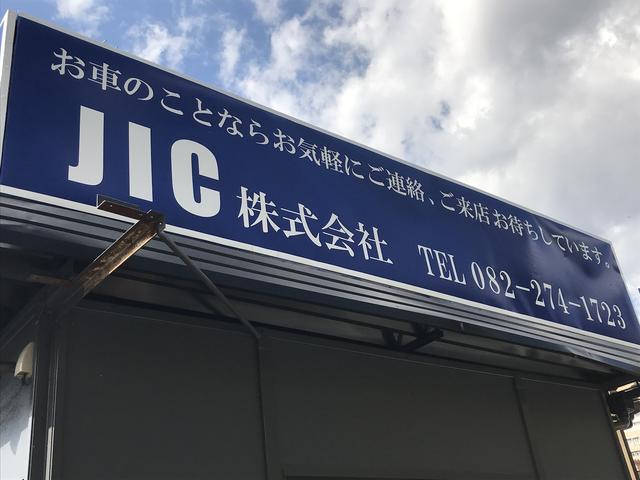 お車のことならお気軽にご連絡、ご来店お待ちしています。
JIC 株式会社 TEL 082-274-1723